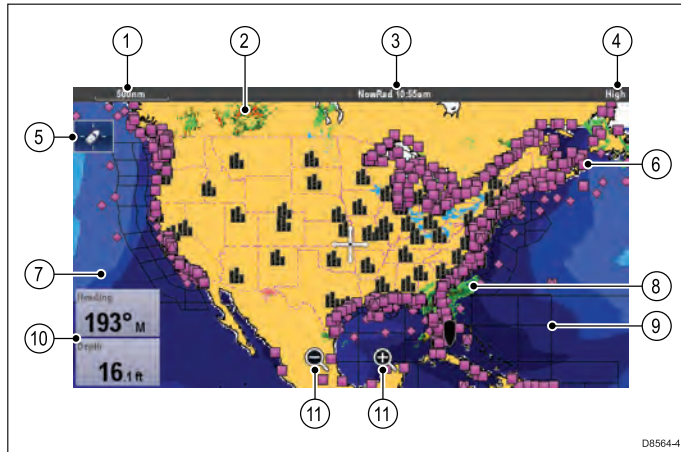 1 2 3 4
500nm NowRad 10:55am High
5
6
7
8
Heading
193° M
9
10
Depth
16.1 ft
11 11
D8564-4